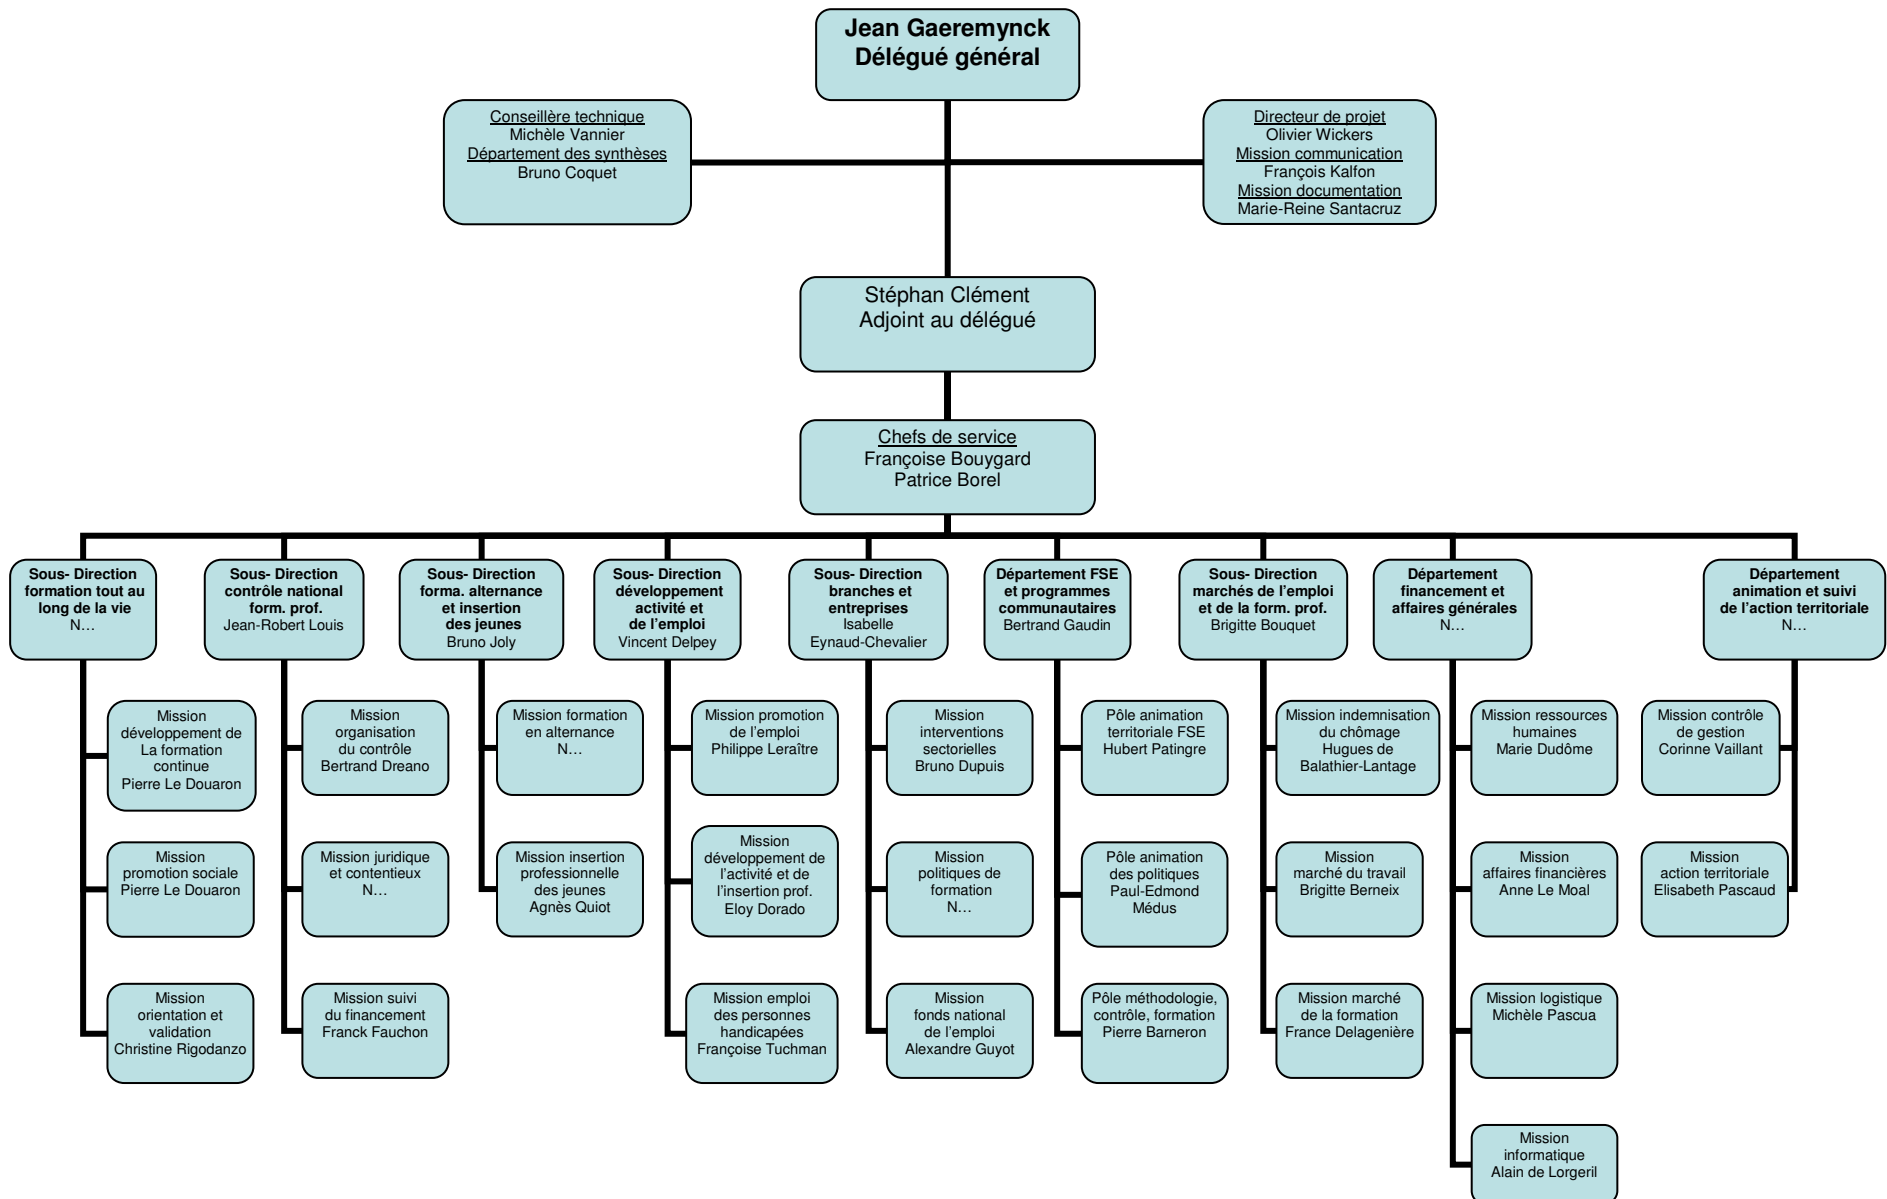 Jean Gaeremynck
Délégué général
Conseillère technique
Michèle Vannier
Département des synthèses
Bruno Coquet
Directeur de projet
Olivier Wickers
Mission communication
François Kalfon
Mission documentation
Marie-Reine Santacruz
Stéphan Clément
Adjoint au délégué
Chefs de service
Françoise Bouygard
Patrice Borel
Sous- Direction
formation tout au
long de la vie
N…
Sous- Direction
contrôle national
form. prof.
Jean-Robert Louis
Sous- Direction
forma. alternance
et insertion
des jeunes
Bruno Joly
Sous- Direction
développement
activité et
de l'emploi
Vincent Delpey
Sous- Direction
branches et
entreprises
Isabelle
Eynaud-Chevalier
Département FSE
et programmes
communautaires
Bertrand Gaudin
Sous- Direction
marchés de l'emploi
et de la form. prof.
Brigitte Bouquet
Département
financement et
affaires générales
N…
Département
animation et suivi
de l'action territoriale
N…
Mission
développement de
La formation
continue
Pierre Le Douaron
Mission
organisation
du contrôle
Bertrand Dreano
Mission formation
en alternance
N…
Mission promotion
de l'emploi
Philippe Leraître
Mission
interventions
sectorielles
Bruno Dupuis
Pôle animation
territoriale FSE
Hubert Patingre
Mission indemnisation
du chômage
Hugues de
Balathier-Lantage
Mission ressources
humaines
Marie Dudôme
Mission contrôle
de gestion
Corinne Vaillant
Mission
promotion sociale
Pierre Le Douaron
Mission juridique
et contentieux
N…
Mission insertion
professionnelle
des jeunes
Agnès Quiot
Mission
développement de
l'activité et de
l'insertion prof.
Eloy Dorado
Mission
politiques de
formation
N…
Pôle animation
des politiques
Paul-Edmond
Médus
Mission
marché du travail
Brigitte Berneix
Mission
affaires financières
Anne Le Moal
Mission
action territoriale
Elisabeth Pascaud
Mission
orientation et
validation
Christine Rigodanzo
Mission suivi
du financement
Franck Fauchon
Mission emploi
des personnes
handicapées
Françoise Tuchman
Mission
fonds national
de l'emploi
Alexandre Guyot
Pôle méthodologie,
contrôle, formation
Pierre Barneron
Mission marché
de la formation
France Delagenière
Mission logistique
Michèle Pascua
Mission
informatique
Alain de Lorgeril